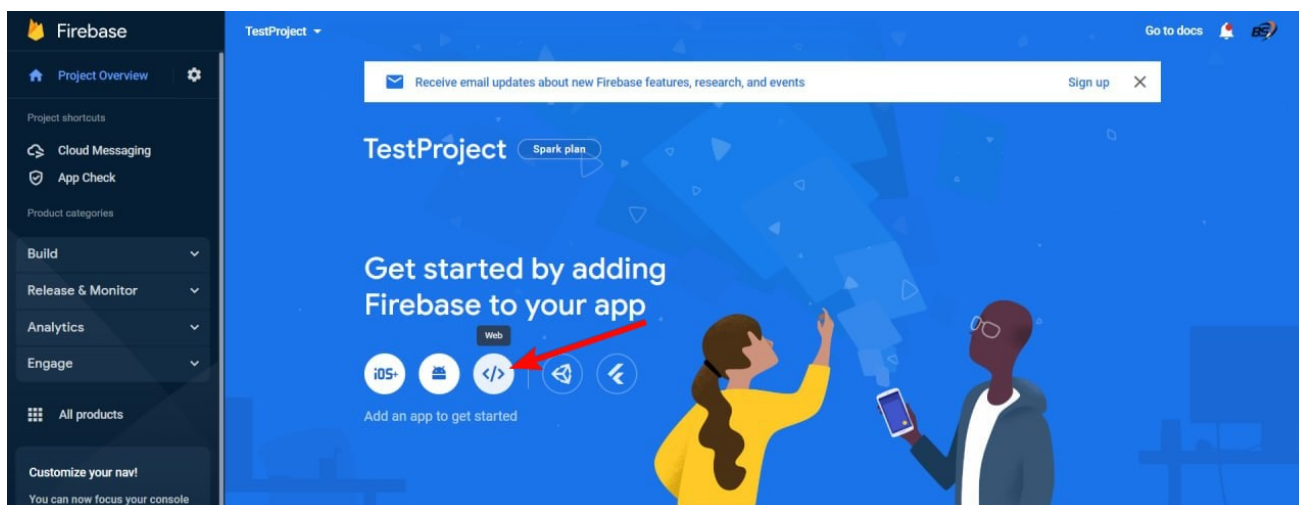 Firebase
TestProject
Go to docs
BS
Project Overview
Receive email updates about new Firebase features, research, and events
Sign up
Project shortcuts
Cloud Messaging
App Check
Product categories
Build
Release & Monitor
Analytics
Engage
All products
Customize your nav!
You can now focus your console
TestProject
Spark plan
Get started by adding
Firebase to your app
Web
iOS+
</>
Add an app to get started